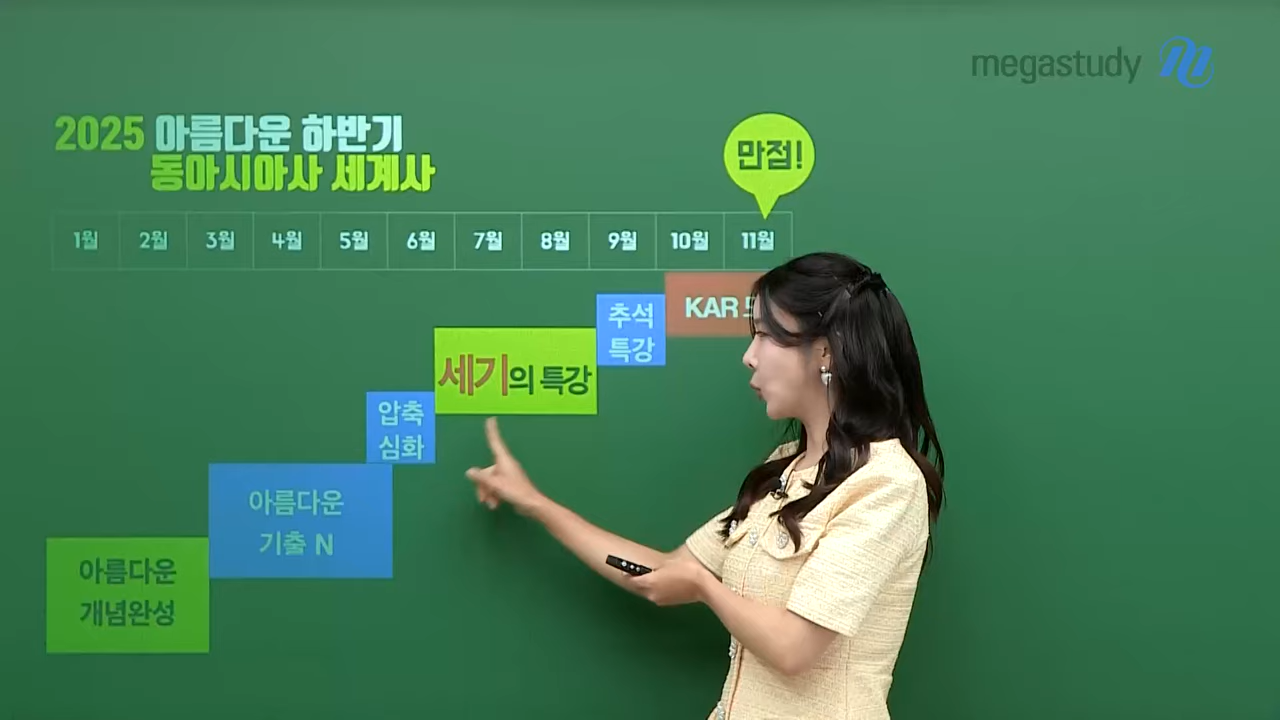 megastudy
2025 아름다운 하반기
동아시아사 세계사
만점!
1월 2월 3월 4월 5월 6월 7월 8월 9월 10월 11월
KAR
추석
특강
세기의 특강
압축
심화
아름다운
기출 N
아름다운
개념완성